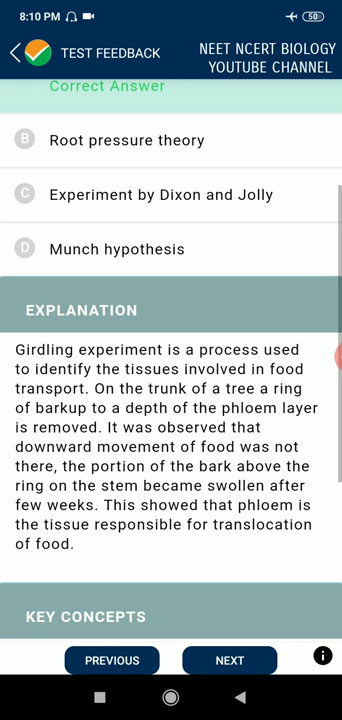 8:10 PM
50
TEST FEEDBACK
NEET NCERT BIOLOGY
YOUTUBE CHANNEL
Correct Answer
B Root pressure theory
C Experiment by Dixon and Jolly
D Munch hypothesis
EXPLANATION
Girdling experiment is a process used
to identify the tissues involved in food
transport. On the trunk of a tree a ring
of barkup to a depth of the phloem layer
is removed. It was observed that
downward movement of food was not
there, the portion of the bark above the
ring on the stem became swollen after
few weeks. This showed that phloem is
the tissue responsible for translocation
of food.
KEY CONCEPTS
PREVIOUS
NEXT